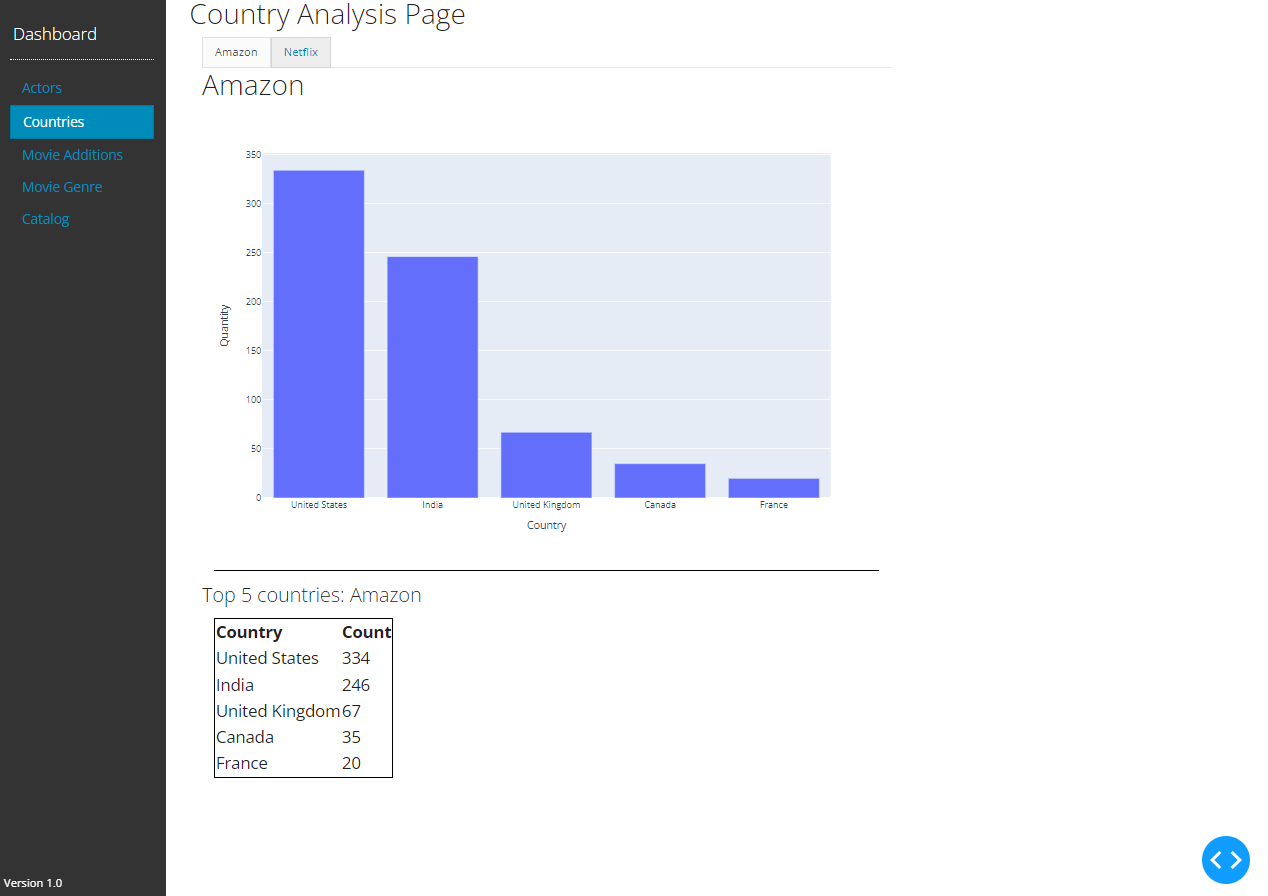 Country Analysis Page
Dashboard
Actors
Countries
Movie Additions
Movie Genre
Catalog
Version 1.0
Amazon Netflix
Amazon
350
300
250
200
150
100
50
0
Quantity
United States India United Kingdom Canada France
Country
Top 5 countries: Amazon
Country Count
United States 334
India 246
United Kingdom 67
Canada 35
France 20